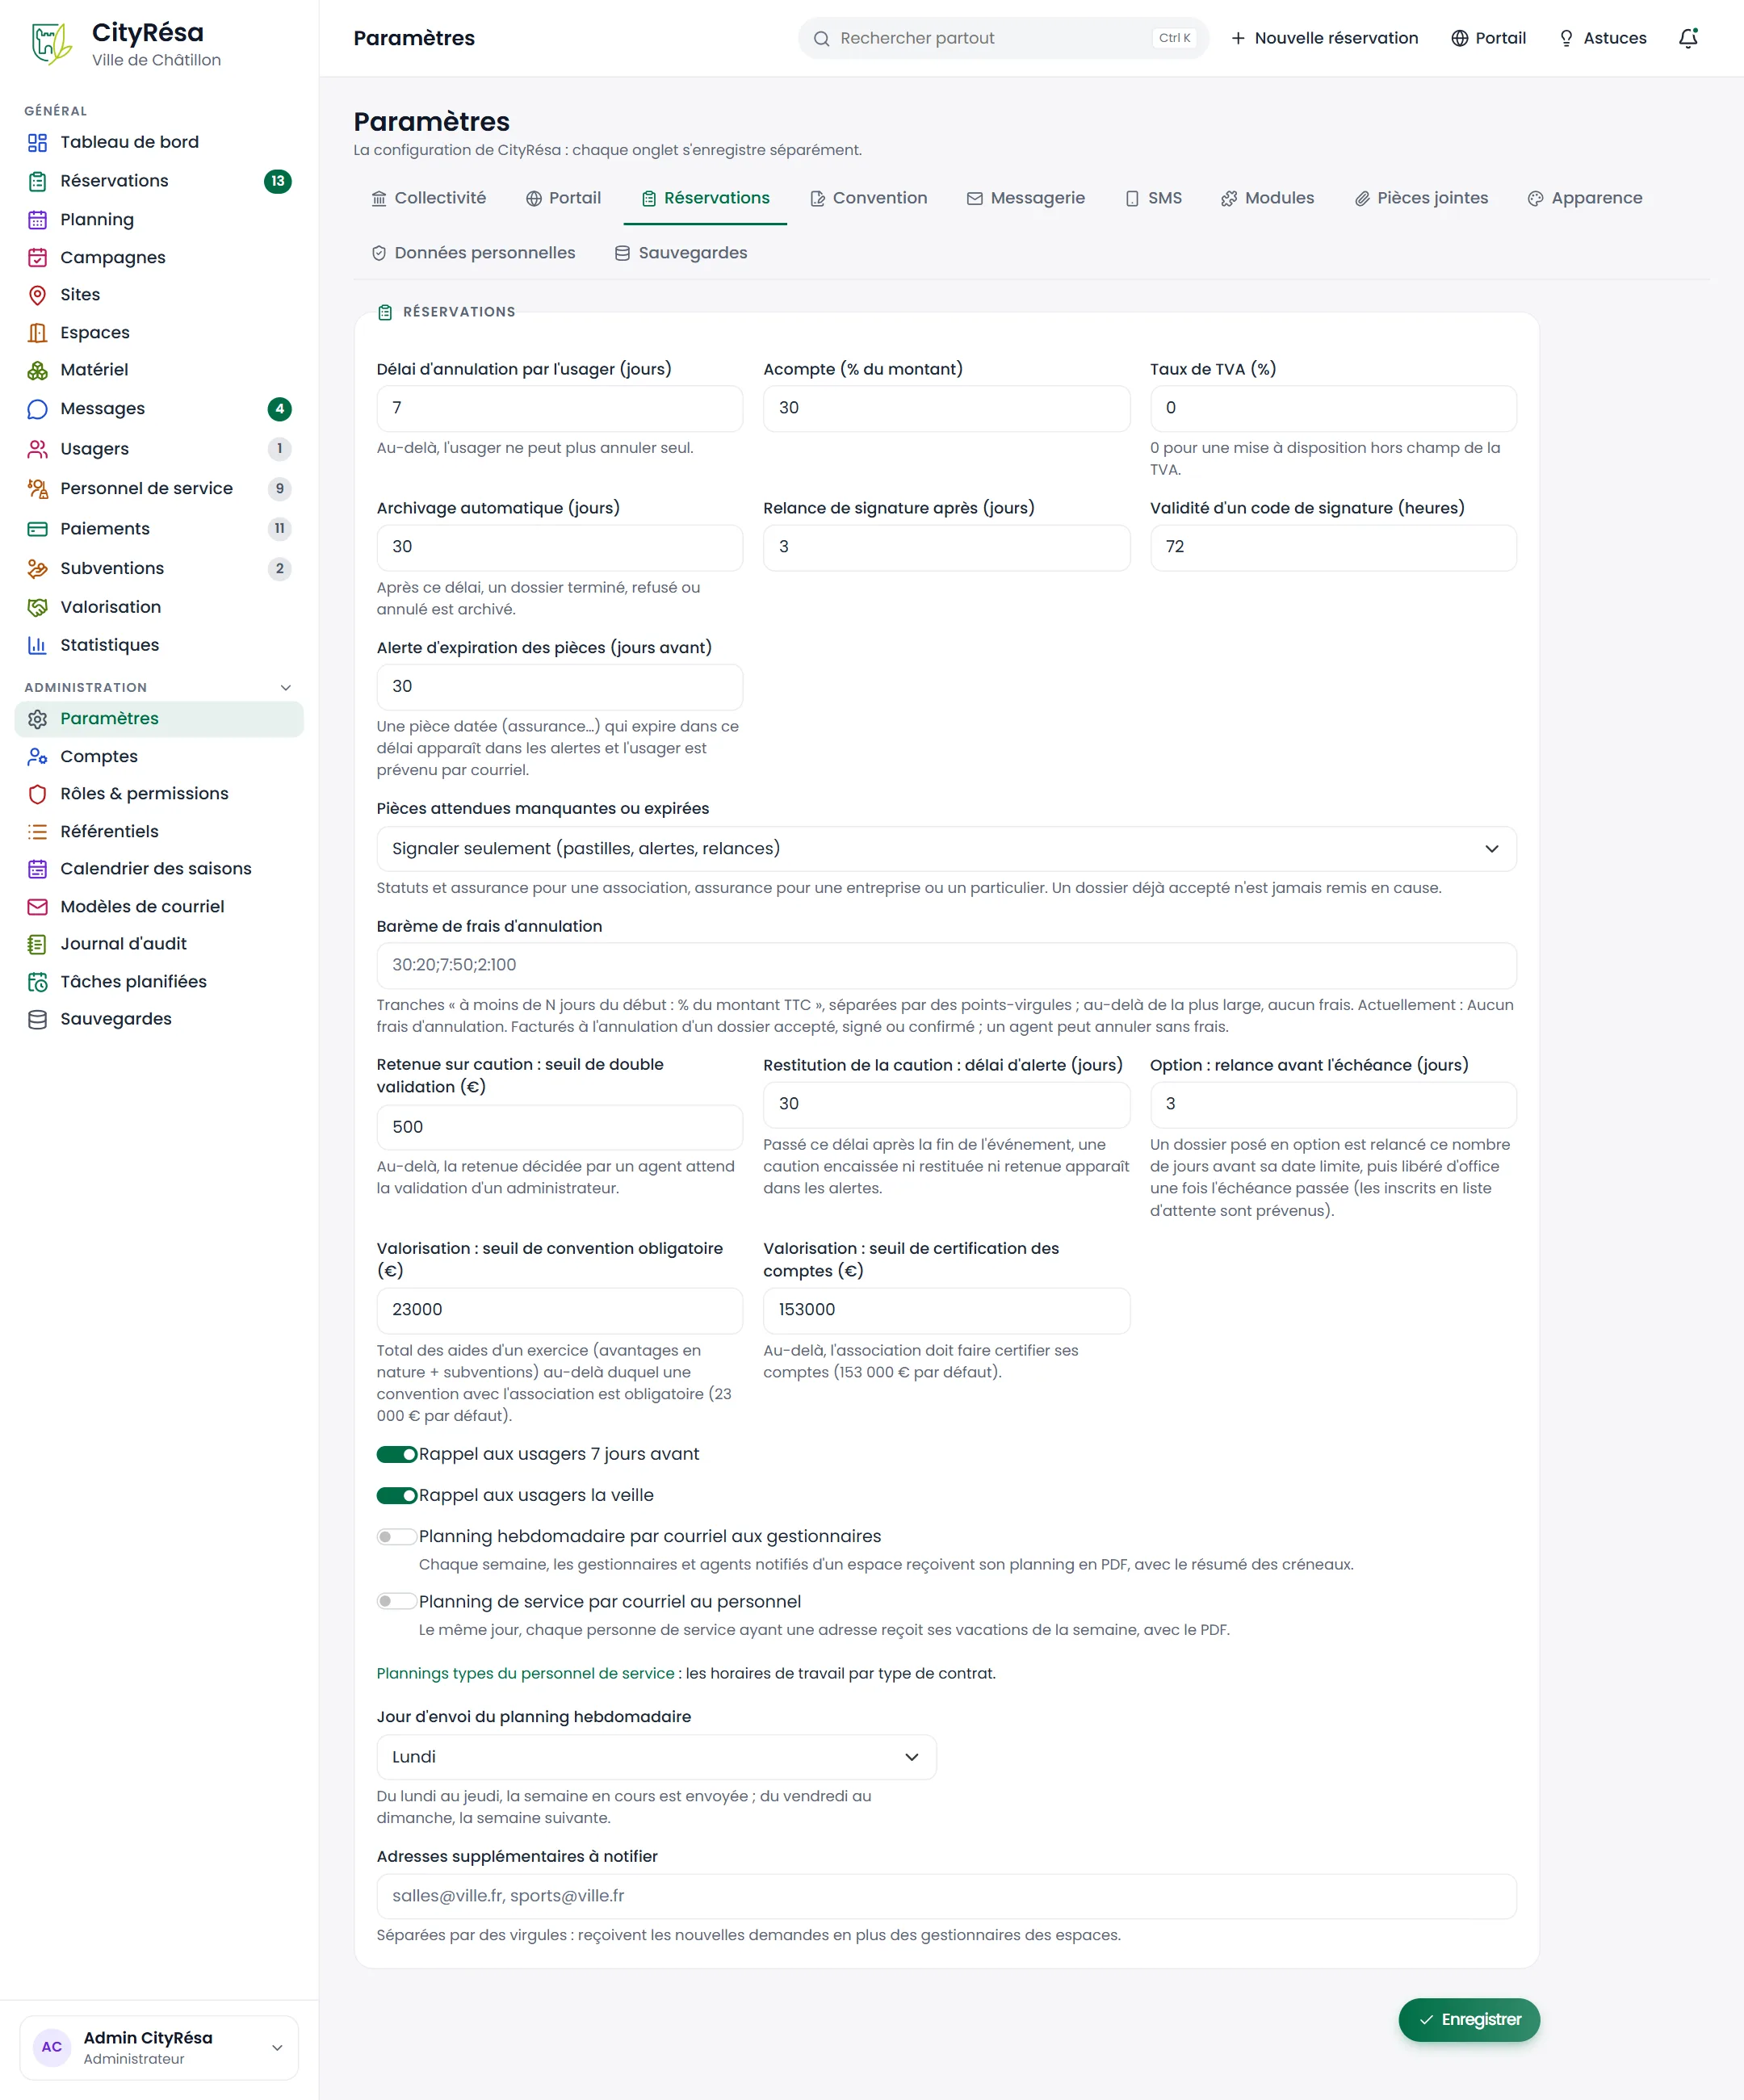 CityRésa
Ville de Châtillon
GÉNÉRAL
Tableau de bord
Réservations 13
Planning
Campagnes
Sites
Espaces
Matériel
Messages 4
Usagers 1
Personnel de service 9
Paiements 11
Subventions 2
Valorisation
Statistiques
ADMINISTRATION
Paramètres
Comptes
Rôles & permissions
Référentiels
Calendrier des saisons
Modèles de courriel
Journal d'audit
Tâches planifiées
Sauvegardes
AC
Admin CityRésa
Administrateur
Paramètres
Rechercher partout Ctrl K
Nouvelle réservation
Portail
Astuces
Paramètres
La configuration de CityRésa : chaque onglet s'enregistre séparément.
Collectivité Portail Réservations Convention Messagerie SMS Modules Pièces jointes Apparence
Données personnelles Sauvegardes
RÉSERVATIONS
Délai d'annulation par l'usager (jours)
7
Au-delà, l'usager ne peut plus annuler seul.
Acompte (% du montant)
30
Taux de TVA (%)
0
0 pour une mise à disposition hors champ de la
TVA.
Archivage automatique (jours)
30
Après ce délai, un dossier terminé, refusé ou
annulé est archivé.
Relance de signature après (jours)
3
Validité d'un code de signature (heures)
72
Alerte d'expiration des pièces (jours avant)
30
Une pièce datée (assurance…) qui expire dans ce
délai apparaît dans les alertes et l'usager est
prévenu par courriel.
Pièces attendues manquantes ou expirées
Signaler seulement (pastilles, alertes, relances)
Statuts et assurance pour une association, assurance pour une entreprise ou un particulier. Un dossier déjà accepté n'est jamais remis en cause.
Barème de frais d'annulation
30:20;7:50;2:100
Tranches « à moins de N jours du début : % du montant TTC », séparées par des points-virgules ; au-delà de la plus large, aucun frais. Actuellement : Aucun
frais d'annulation. Facturés à l'annulation d'un dossier accepté, signé ou confirmé ; un agent peut annuler sans frais.
Retenue sur caution : seuil de double
validation (€)
500
Au-delà, la retenue décidée par un agent attend
la validation d'un administrateur.
Restitution de la caution : délai d'alerte (jours)
30
Passé ce délai après la fin de l'événement, une
caution encaissée ni restituée ni retenue apparaît
dans les alertes.
Option : relance avant l'échéance (jours)
3
Un dossier posé en option est relancé ce nombre
de jours avant sa date limite, puis libéré d'office
une fois l'échéance passée (les inscrits en liste
d'attente sont prévenus).
Valorisation : seuil de convention obligatoire
(€)
23000
Total des aides d'un exercice (avantages en
nature + subventions) au-delà duquel une
convention avec l'association est obligatoire (23
000 € par défaut).
Valorisation : seuil de certification des
comptes (€)
153000
Au-delà, l'association doit faire certifier ses
comptes (153 000 € par défaut).
Rappel aux usagers 7 jours avant
Rappel aux usagers la veille
Planning hebdomadaire par courriel aux gestionnaires
Chaque semaine, les gestionnaires et agents notifiés d'un espace reçoivent son planning en PDF, avec le résumé des créneaux.
Planning de service par courriel au personnel
Le même jour, chaque personne de service ayant une adresse reçoit ses vacations de la semaine, avec le PDF.
Plannings types du personnel de service : les horaires de travail par type de contrat.
Jour d'envoi du planning hebdomadaire
Lundi
Du lundi au jeudi, la semaine en cours est envoyée ; du vendredi au
dimanche, la semaine suivante.
Adresses supplémentaires à notifier
salles@ville.fr, sports@ville.fr
Séparées par des virgules : reçoivent les nouvelles demandes en plus des gestionnaires des espaces.
Enregistrer